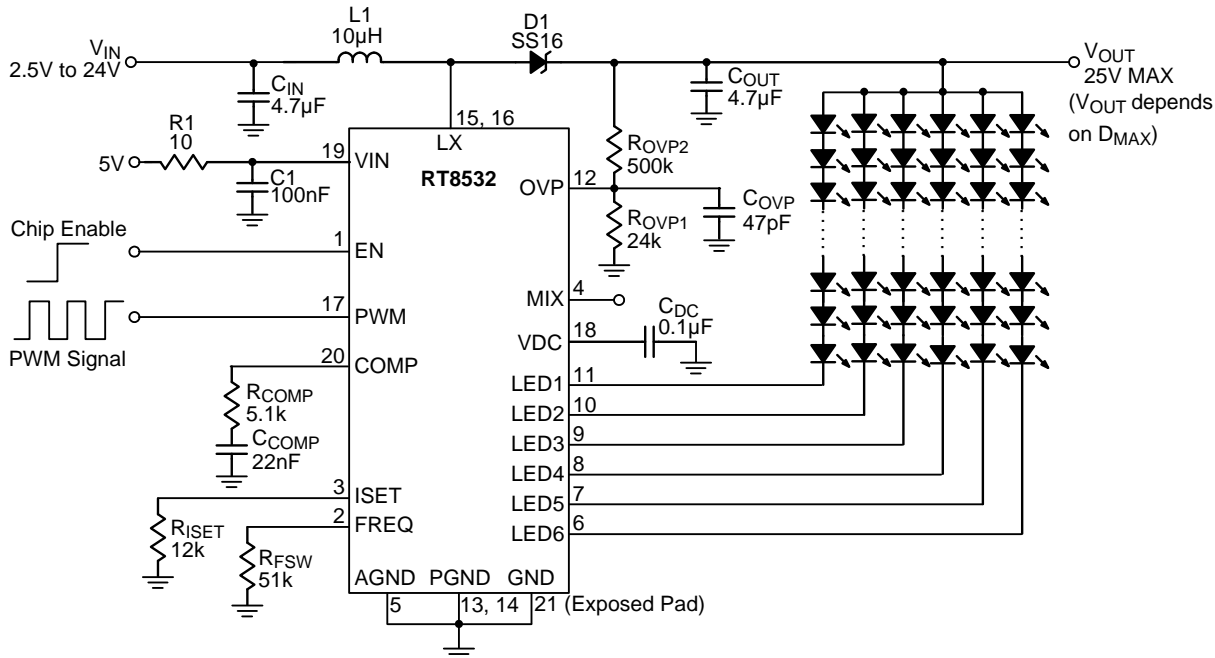 L1
10µH
D1
SS16
V_IN
2.5V to 24V
C_IN
4.7µF
C_OUT
4.7µF
V_OUT
25V MAX
(V_OUT depends
on D_MAX)
R1
10
5V
C1
100nF
15, 16
LX
RT8532
19
VIN
OVP
12
R_OVP2
500k
R_OVP1
24k
C_OVP
47pF
Chip Enable
1
EN
PWM Signal
17
PWM
MIX
4
VDC
18
C_DC
0.1µF
20
COMP
R_COMP
5.1k
C_COMP
22nF
LED1
11
LED2
10
LED3
9
LED4
8
LED5
7
LED6
6
3
ISET
2
FREQ
R_ISET
12k
R_FSW
51k
AGND
PGND
GND
5
13, 14
21 (Exposed Pad)